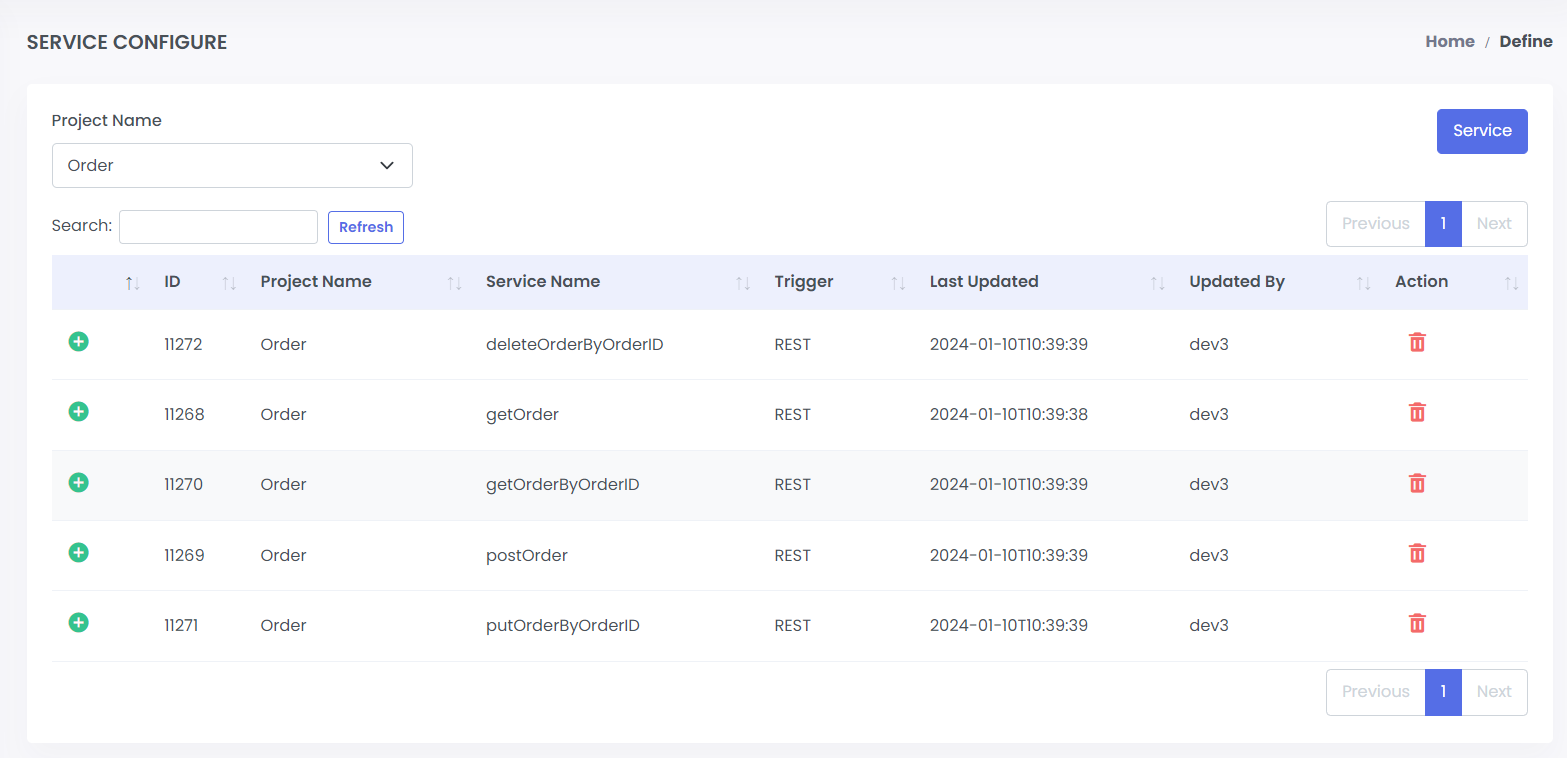 SERVICE CONFIGURE
Home / Define
Project Name
Service
Order
Search: Refresh
Previous 1 Next
ID Project Name Service Name Trigger Last Updated Updated By Action
11272 Order deleteOrderByOrderID REST 2024-01-10T10:39:39 dev3
11268 Order getOrder REST 2024-01-10T10:39:38 dev3
11270 Order getOrderByOrderID REST 2024-01-10T10:39:39 dev3
11269 Order postOrder REST 2024-01-10T10:39:39 dev3
11271 Order putOrderByOrderID REST 2024-01-10T10:39:39 dev3
Previous 1 Next